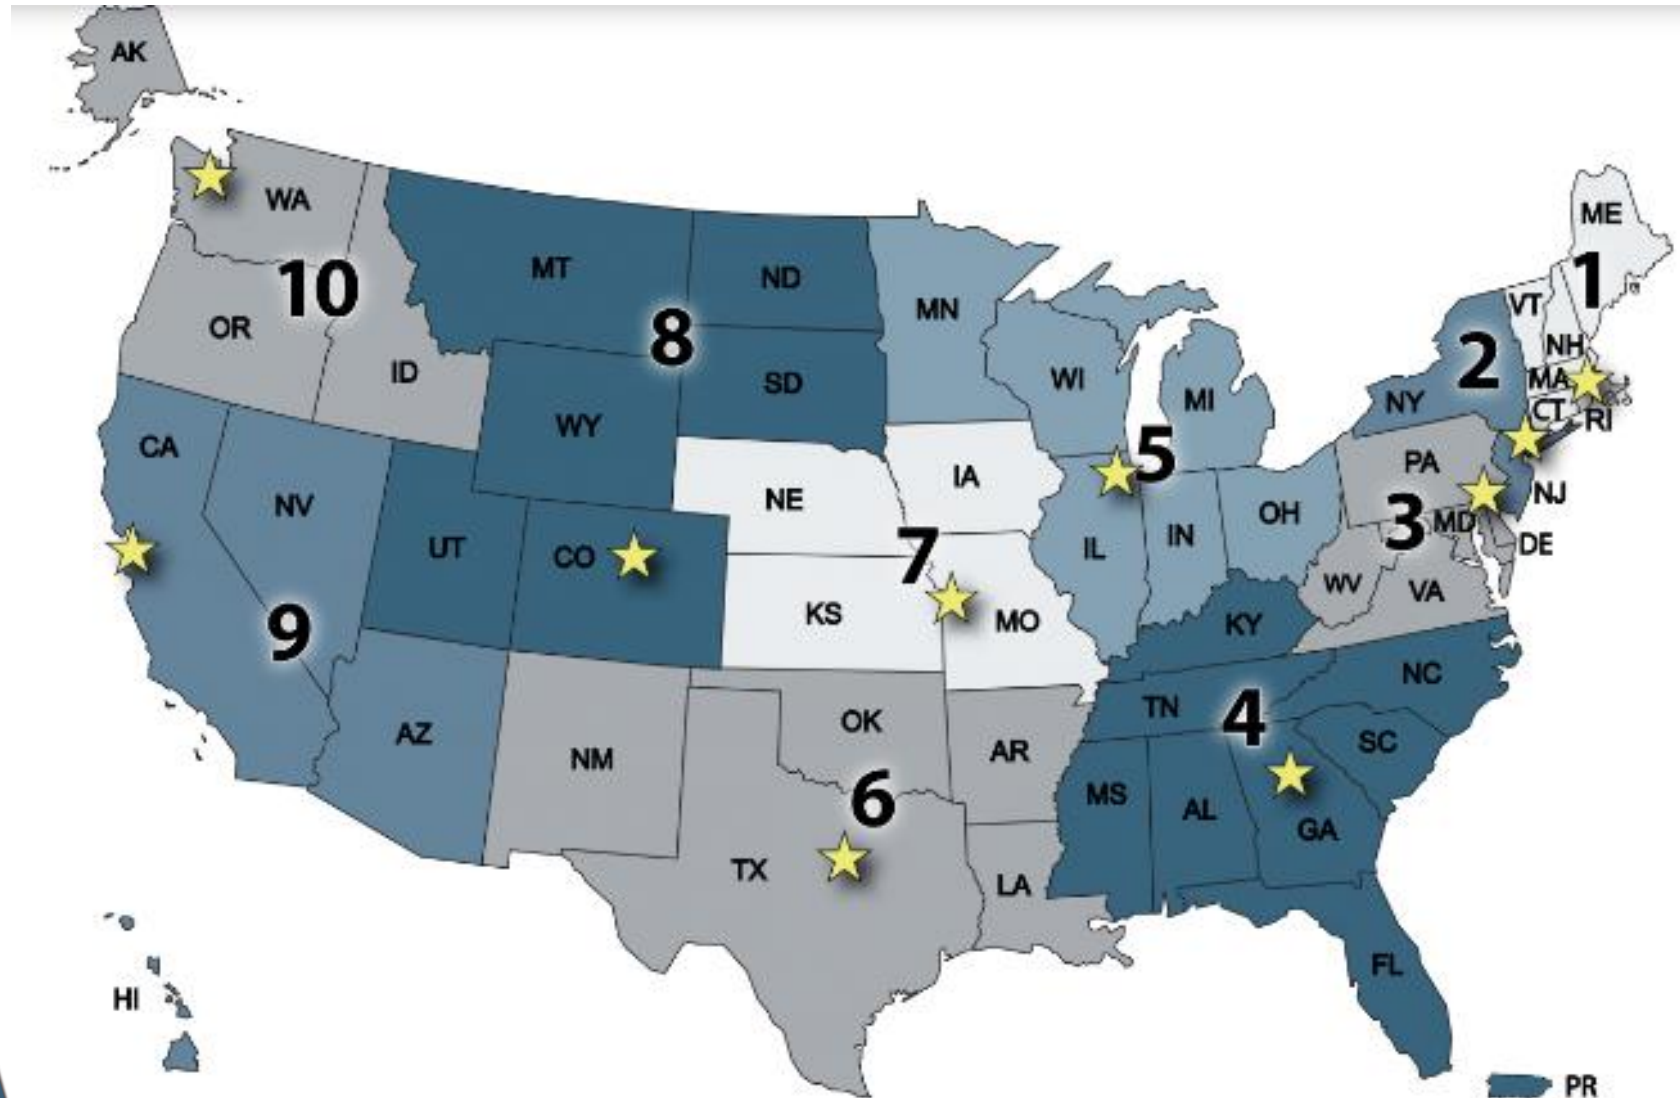 AK
WA
ME
MT
ND
10
1
MN
VT
OR
8
NH
2
ID
SD
WI
MA
MI
NY
CT
RI
WY
CA
5
PA
IA
NE
NJ
NV
OH
3
MD
IN
DE
UT
CO
IL
7
WV
VA
KS
MO
KY
9
NC
TN
4
OK
AZ
SC
AR
NM
MS
6
AL
GA
TX
LA
FL
HI
PR